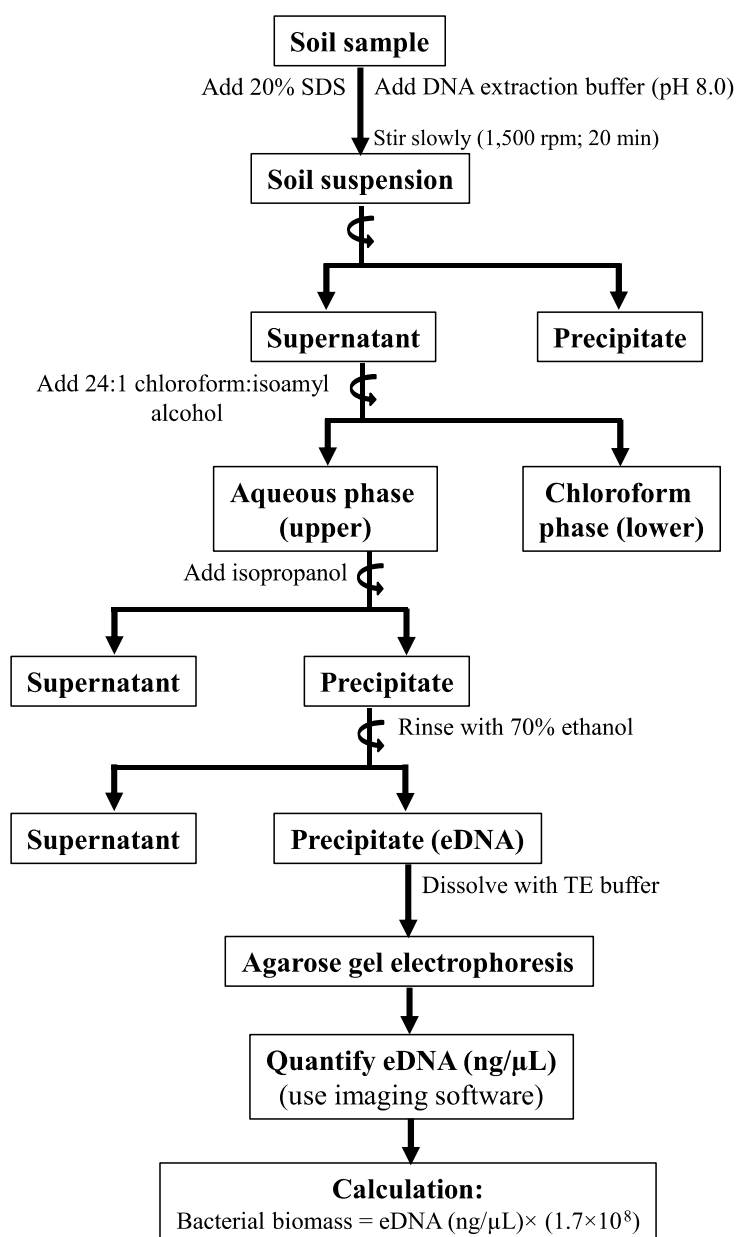 Soil sample
Add 20% SDS
Add DNA extraction buffer (pH 8.0)
Stir slowly (1,500 rpm; 20 min)
Soil suspension
Supernatant
Precipitate
Add 24:1 chloroform:isoamyl
alcohol
Aqueous phase
(upper)
Chloroform
phase (lower)
Add isopropanol
Supernatant
Precipitate
Rinse with 70% ethanol
Supernatant
Precipitate (eDNA)
Dissolve with TE buffer
Agarose gel electrophoresis
Quantify eDNA (ng/µL)
(use imaging software)
Calculation:
Bacterial biomass = eDNA (ng/µL)× (1.7×10⁸)